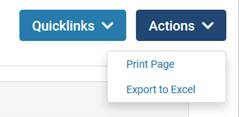 Quicklinks Actions
Print Page
Export to Excel